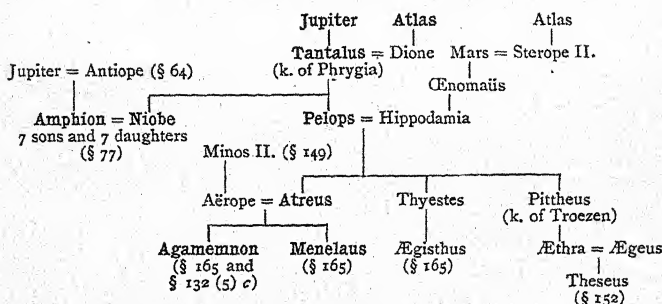 Jupiter Atlas Atlas
Tantalus = Dione Mars = Sterope II.
Jupiter = Antiope (§ 64) (k. of Phrygia)
Œnomaüs
Amphion = Niobe Pelops = Hippodamia
7 sons and 7 daughters
(§ 77) Minos II. (§ 149)
Aërope = Atreus Thyestes Pittheus
(k. of Troezen)
Agamemnon Menelaus Ægisthus Æthra = Ægeus
(§ 165 and (§ 165) (§ 165)
§ 132 (5) c) Theseus
(§ 152)